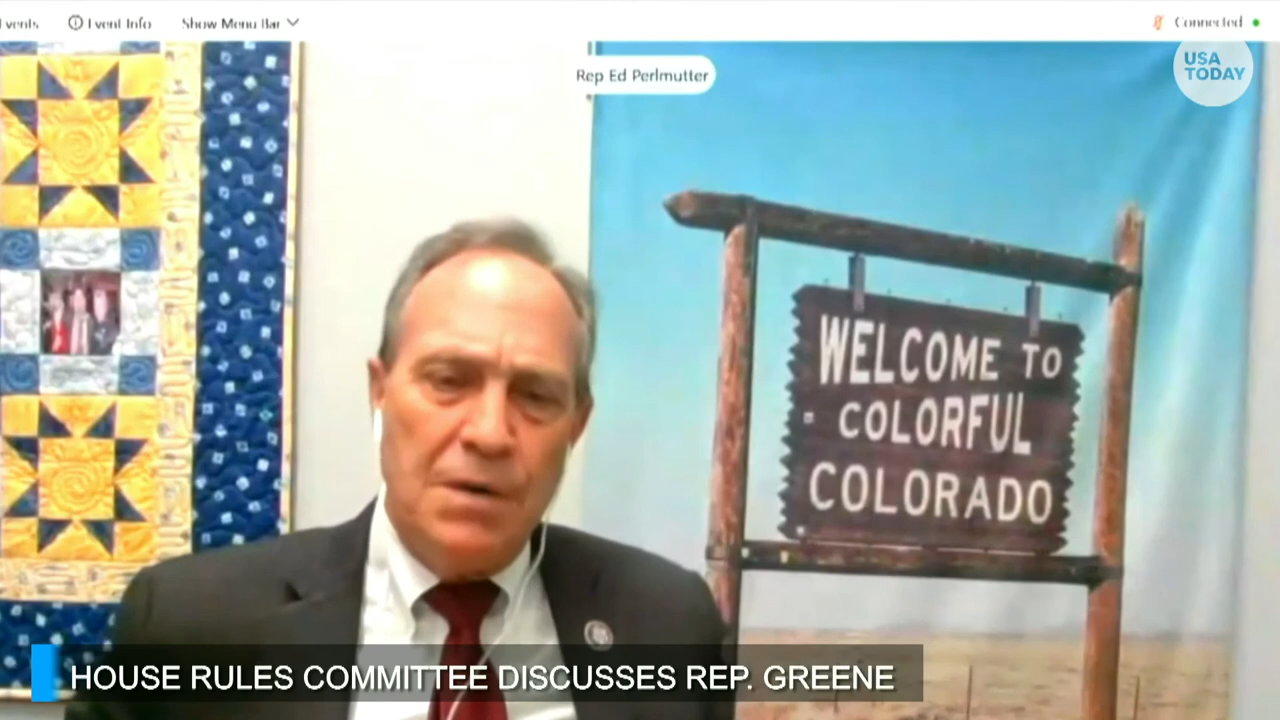 Events
Event Info
Show Menu Bar
Connected
Rep Ed Perlmutter
USA
TODAY
WELCOME TO
COLORFUL
COLORADO
HOUSE RULES COMMITTEE DISCUSSES REP. GREENE